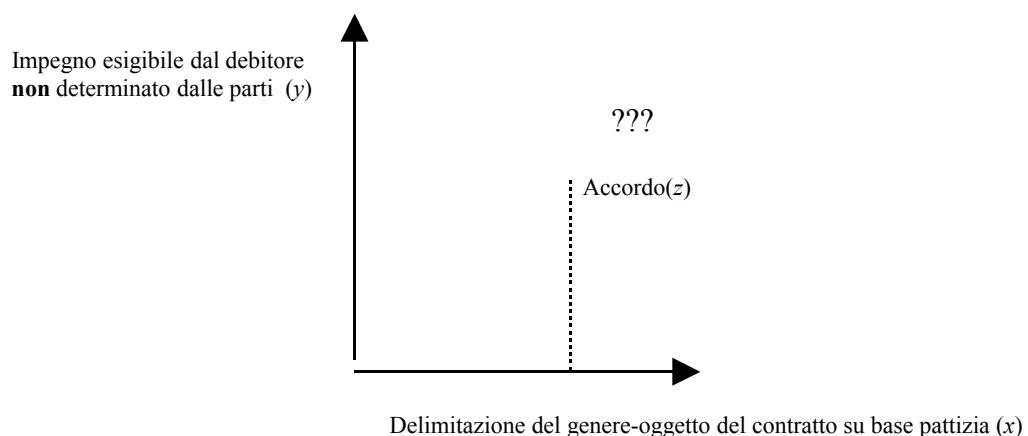 Impegno esigibile dal debitore
non determinato dalle parti (y)
???
Accordo(z)
Delimitazione del genere-oggetto del contratto su base pattizia (x)